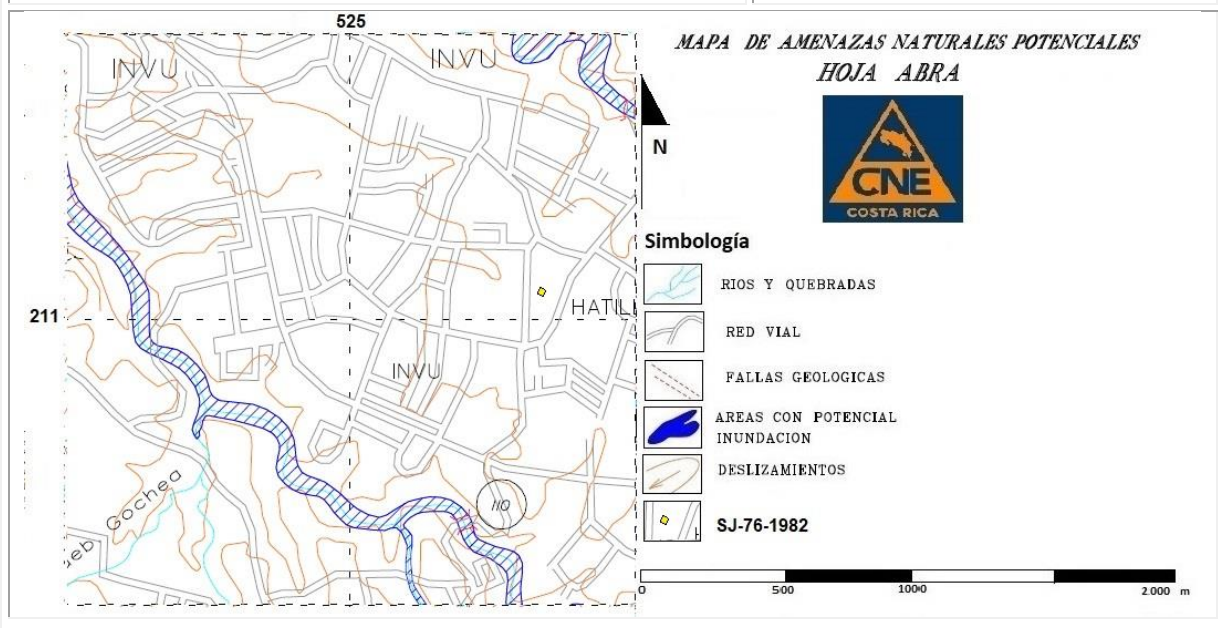 525
INVU
INVU
211
HATILL
INVU
Gochea
110
MAPA DE AMENAZAS NATURALES POTENCIALES
HOJA ABRA
N
CNE
COSTA RICA
Simbología
RIOS Y QUEBRADAS
RED VIAL
FALLAS GEOLOGICAS
AREAS CON POTENCIAL
INUNDACION
DESLIZAMIENTOS
SJ-76-1982
0 500 1000 2.000 m